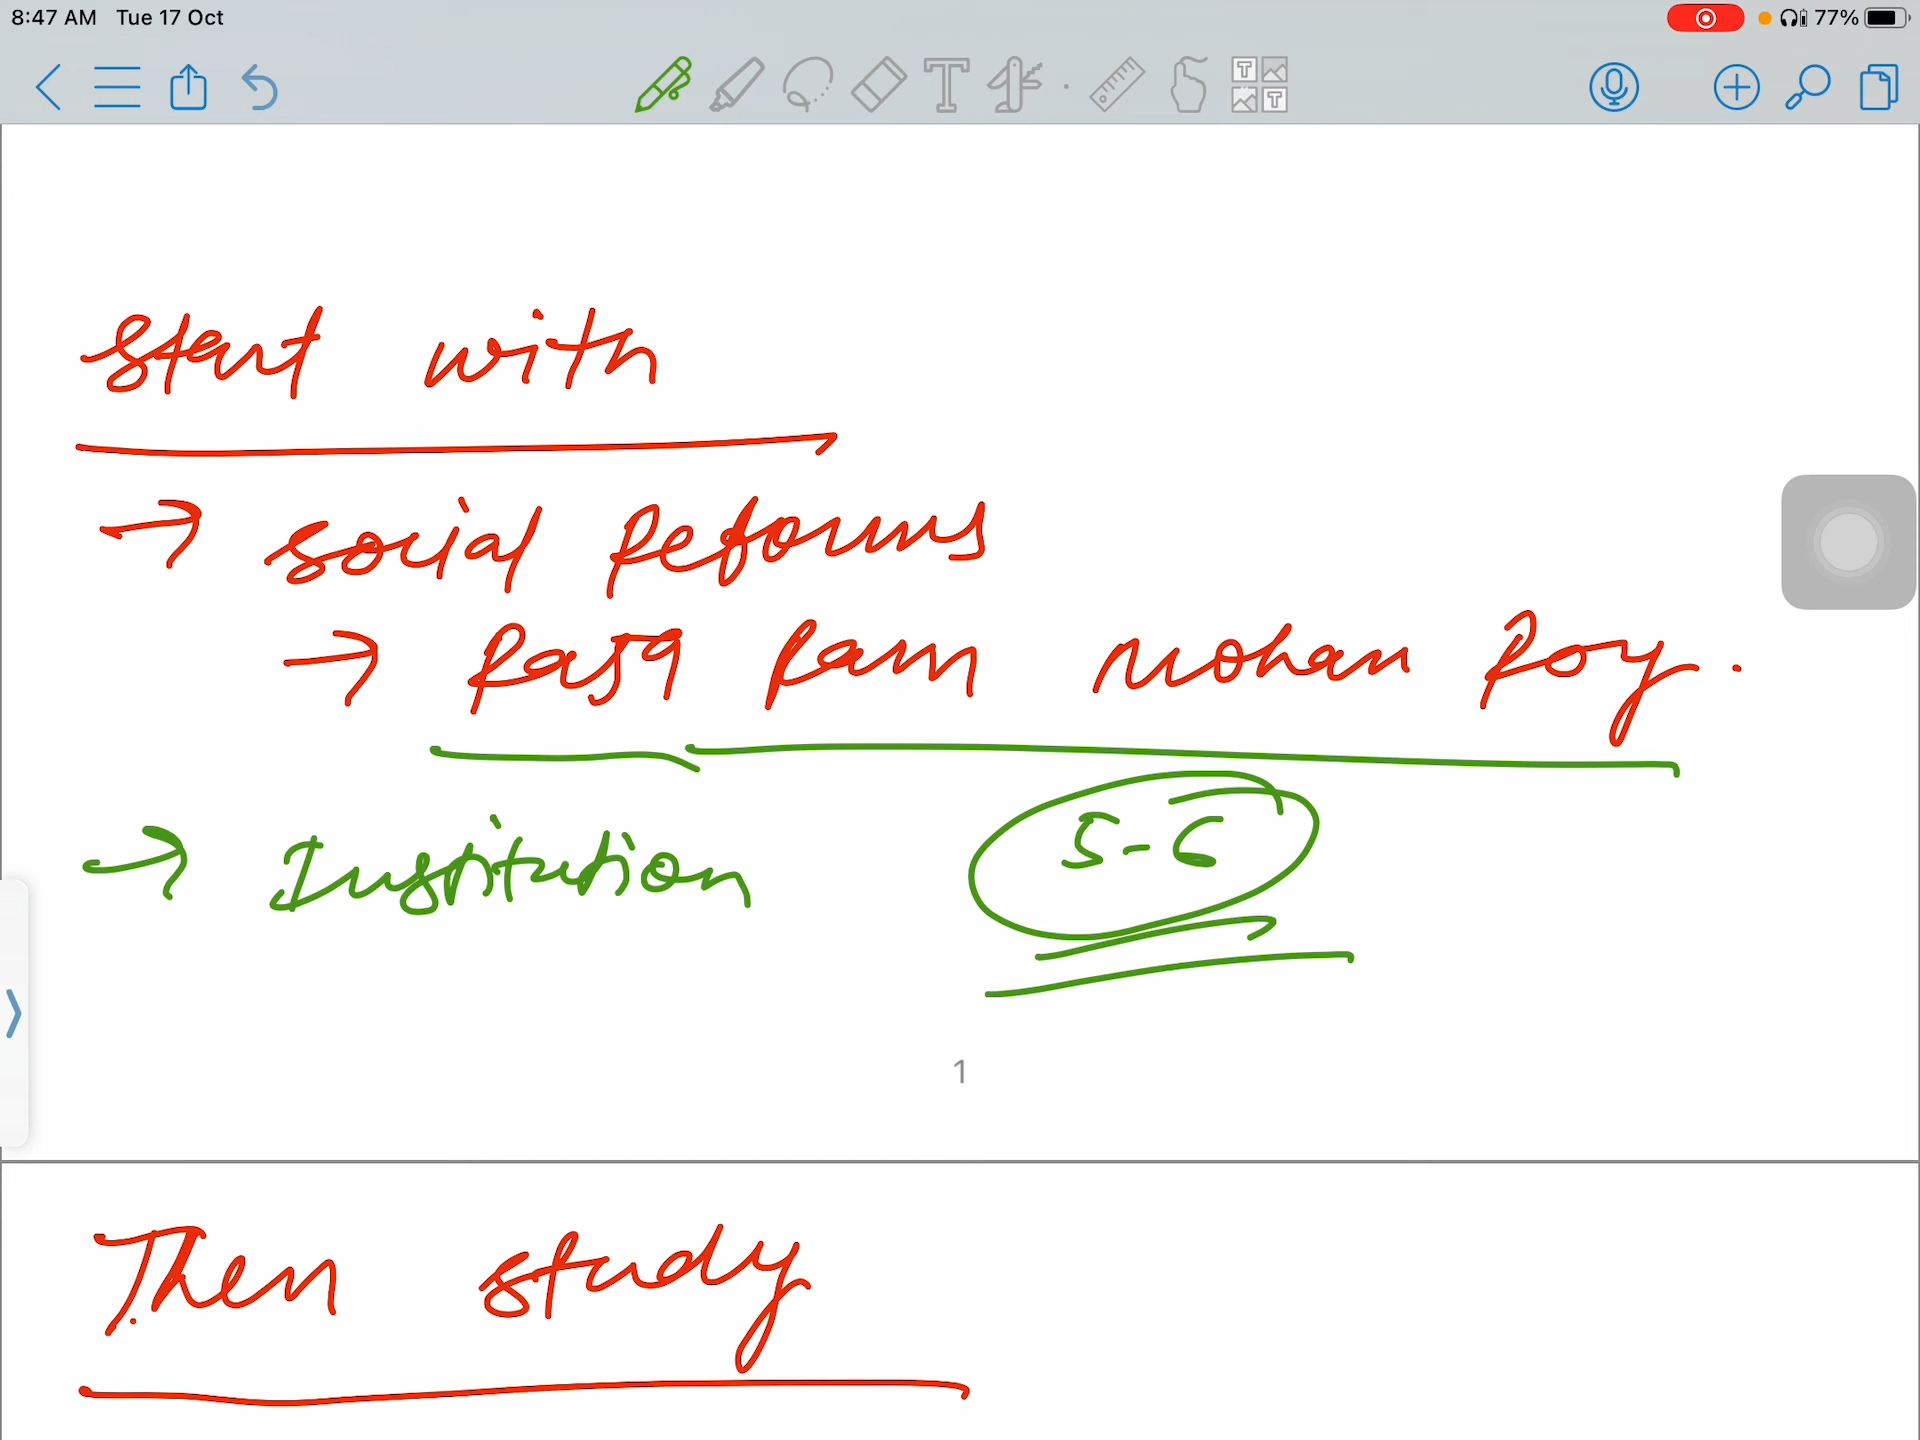 8:47 AM Tue 17 Oct 77%
Start with
→ Social Reforms
→ Raja Ram Mohan Roy.
→ Institution 5-6
1
Then study